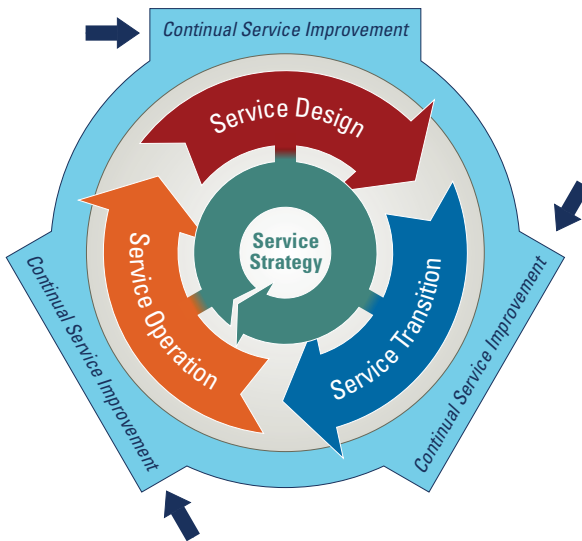 Continual Service Improvement
Service Design
Service
Strategy
Service Transition
Service Operation
Continual Service Improvement
Continual Service Improvement